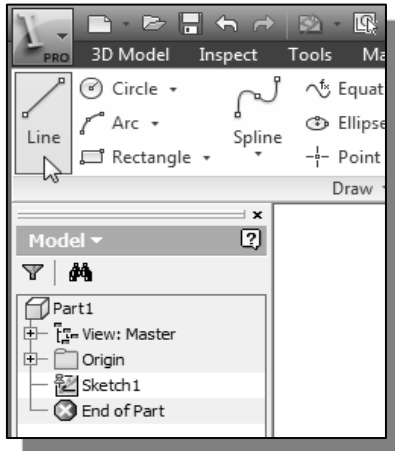 PRO 3D Model Inspect Tools Ma
Circle
Arc
Rectangle
Line
Spline
fx Equat
Ellipse
Point
Draw
Model
?
Part1
View: Master
Origin
Sketch1
End of Part